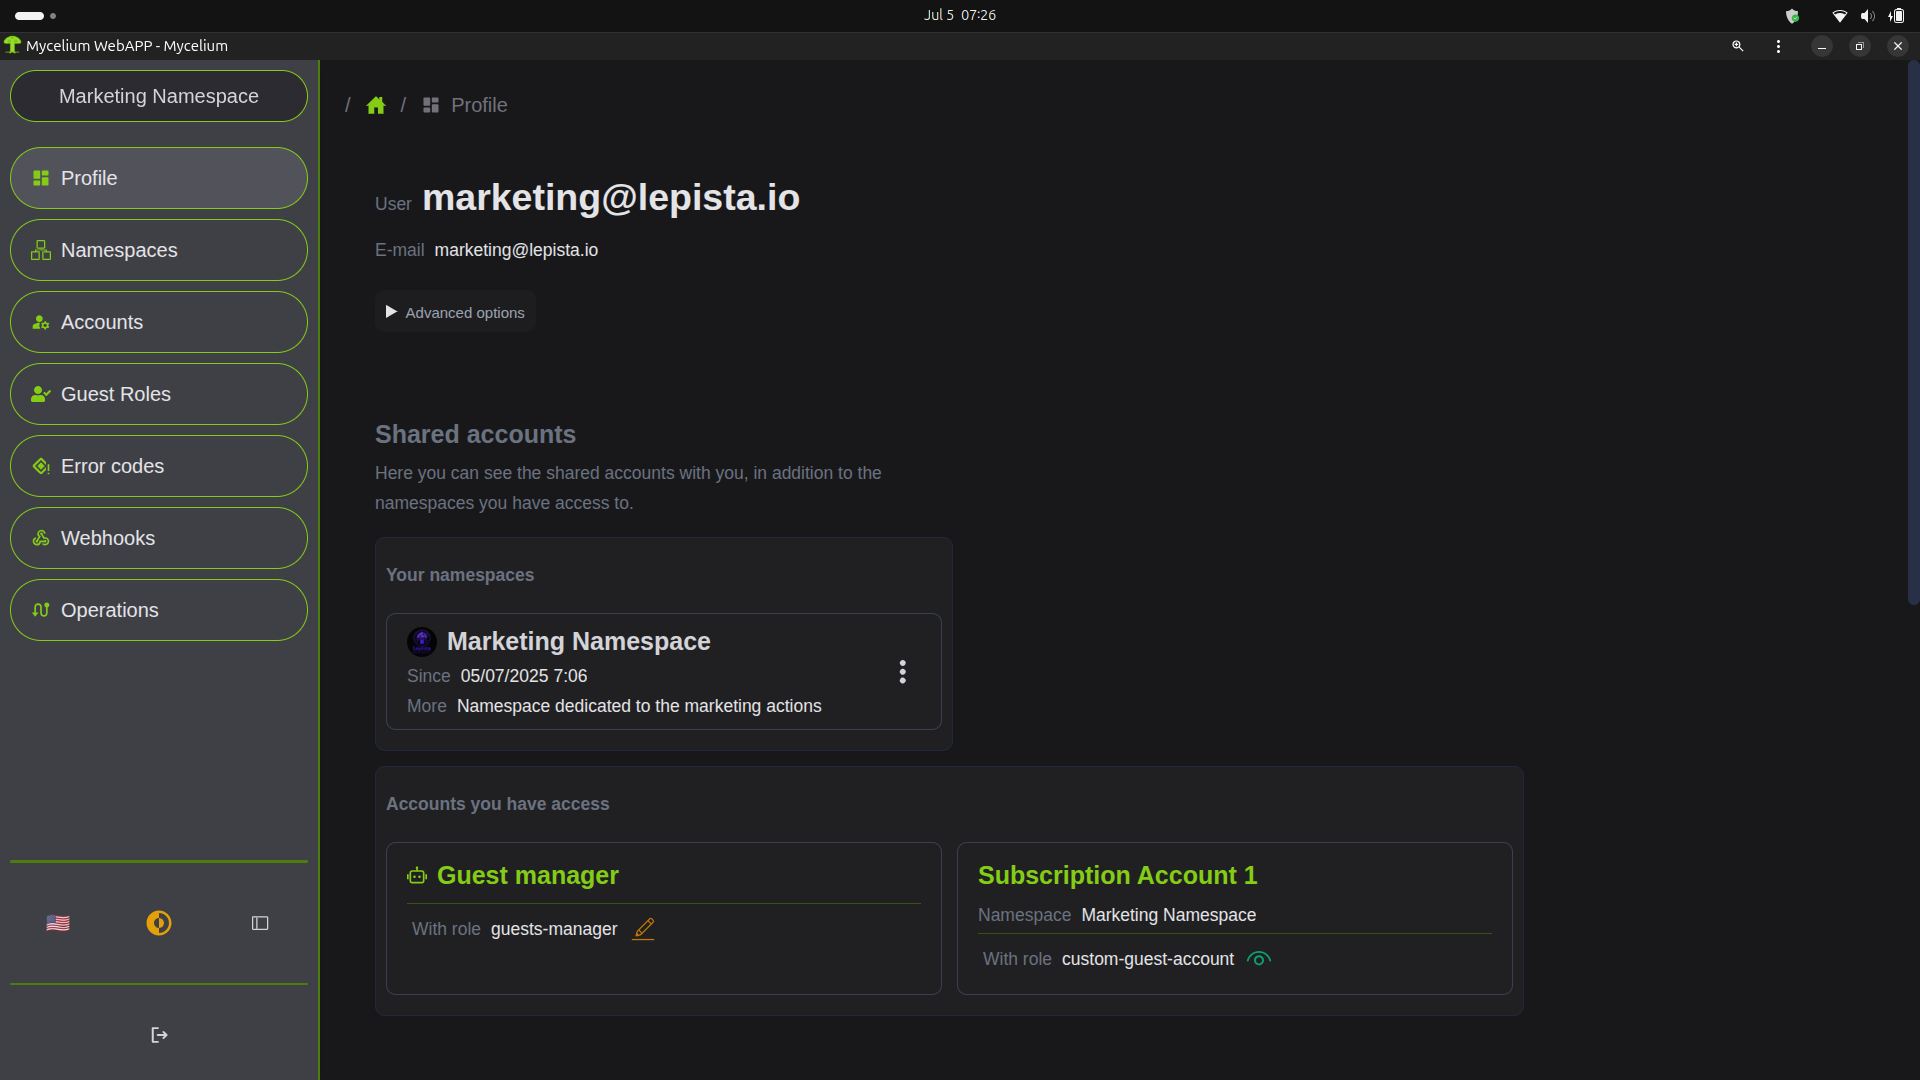 Jul 5 07:26
Mycelium WebAPP - Mycelium
Marketing Namespace
Profile
Namespaces
Accounts
Guest Roles
Error codes
Webhooks
Operations
/ / Profile
User marketing@lepista.io
E-mail marketing@lepista.io
Advanced options
Shared accounts
Here you can see the shared accounts with you, in addition to the
namespaces you have access to.
Your namespaces
Marketing Namespace
Since 05/07/2025 7:06
More Namespace dedicated to the marketing actions
Accounts you have access
Guest manager
With role guests-manager
Subscription Account 1
Namespace Marketing Namespace
With role custom-guest-account